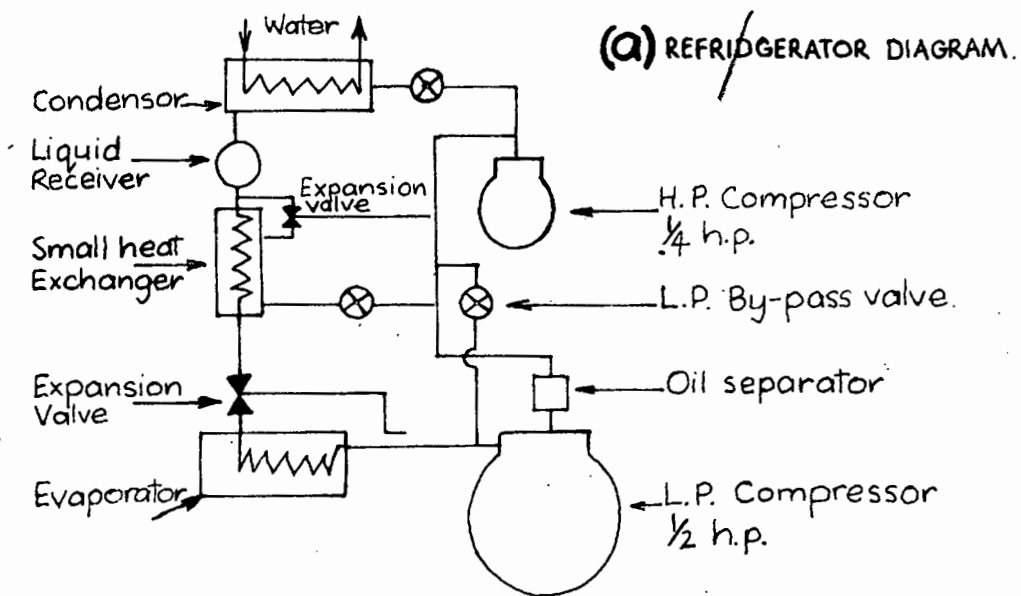 Water
(a) REFRIDGERATOR DIAGRAM.
Condensor
Liquid
Receiver
Expansion
valve
H.P. Compressor
1/4 h.p.
Small heat
Exchanger
L.P. By-pass valve.
Expansion
Valve
Oil separator
Evaporator
L.P. Compressor
1/2 h.p.